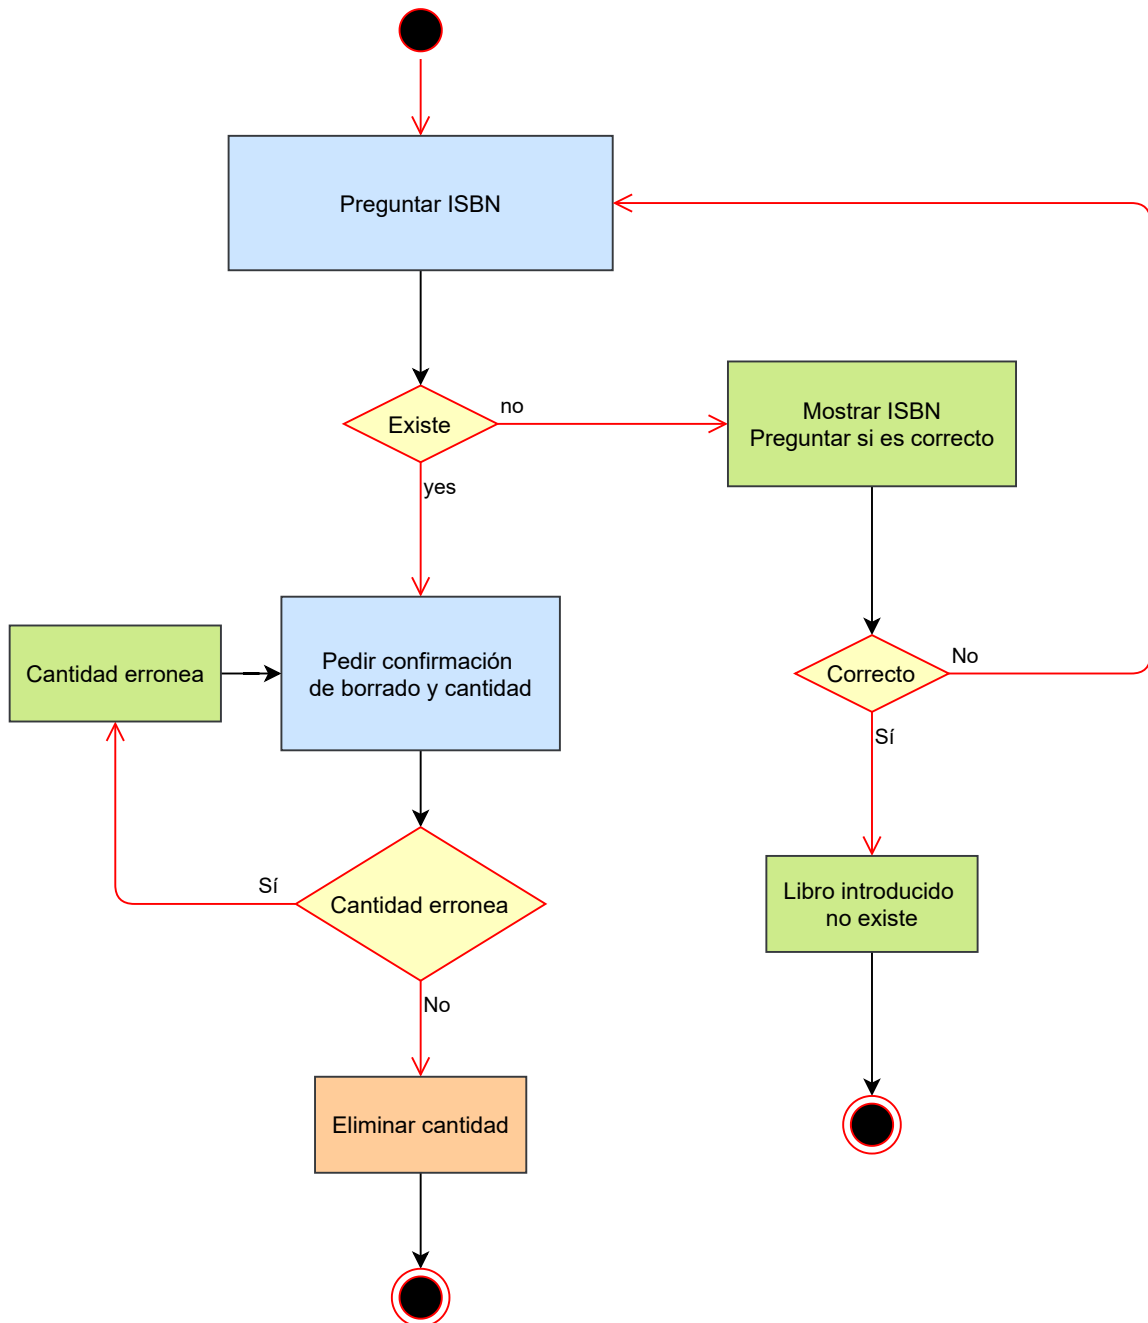 Preguntar ISBN
Existe
no
yes
Mostrar ISBN
Preguntar si es correcto
Cantidad erronea
Pedir confirmación
de borrado y cantidad
Correcto
No
Sí
Cantidad erronea
Sí
No
Libro introducido
no existe
Eliminar cantidad